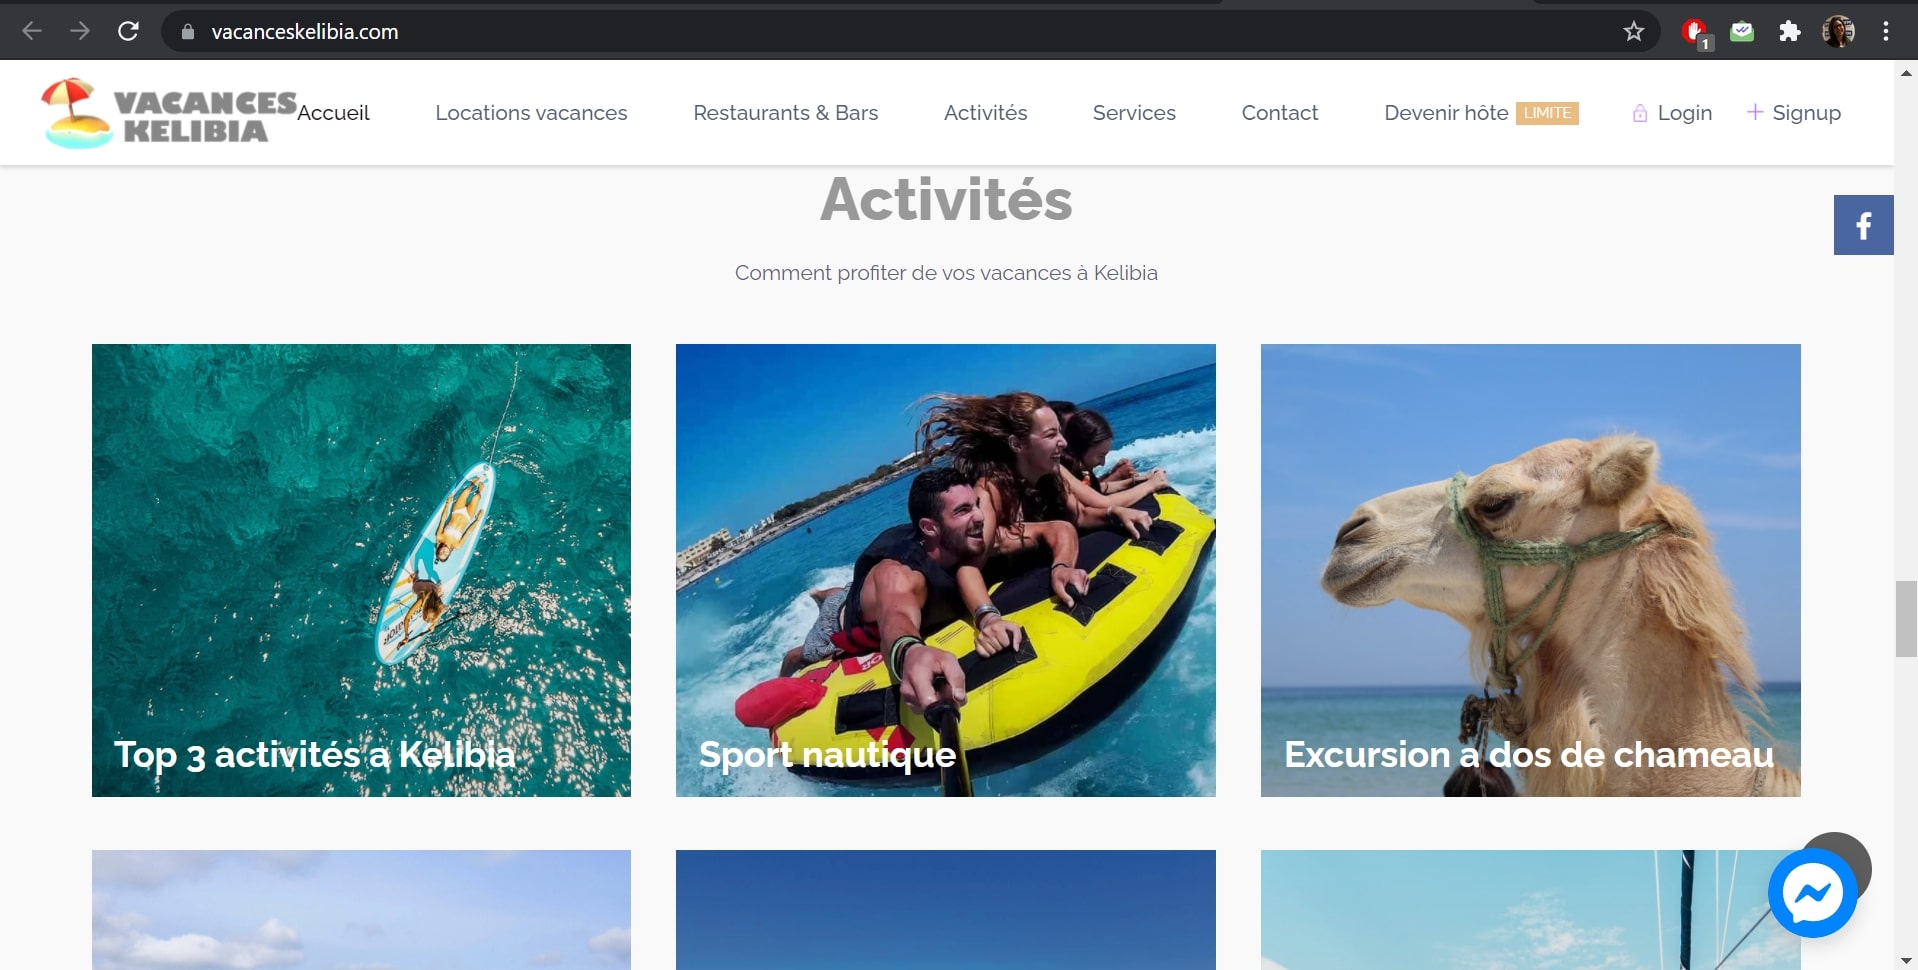 vacanceskelibia.com
1
VACANCES
KELIBIA
Accueil
Locations vacances
Restaurants & Bars
Activités
Services
Contact
Devenir hôte LIMITE
Login
Signup
Activités
Comment profiter de vos vacances à Kelibia
Top 3 activités a Kelibia
Sport nautique
Excursion a dos de chameau